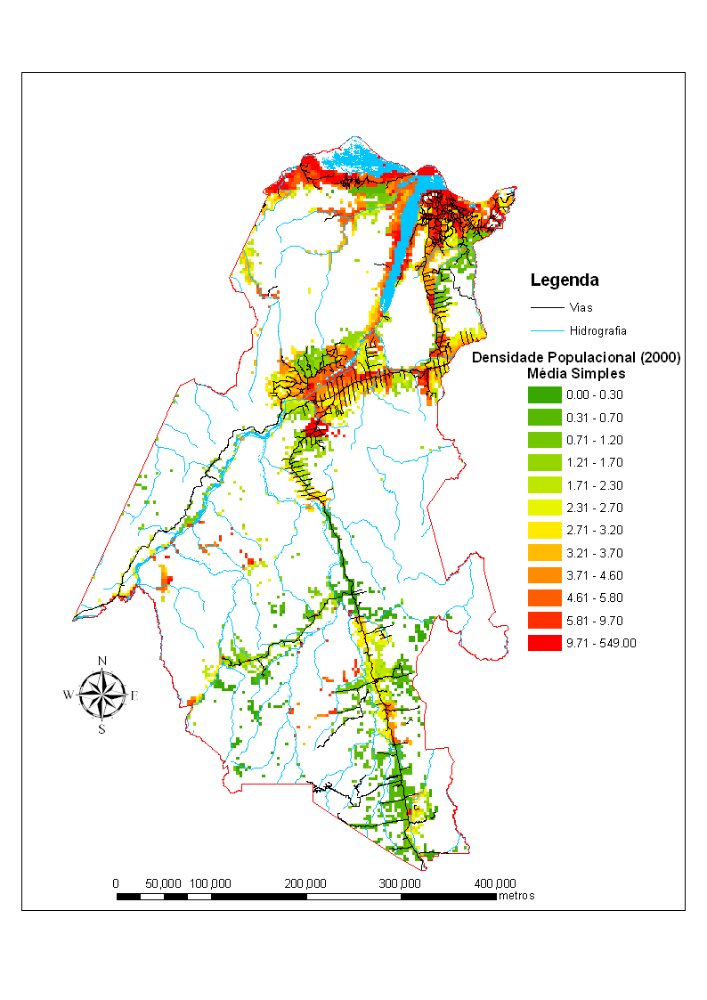 Legenda
Vias
Hidrografia
Densidade Populacional (2000)
Média Simples
0.00 - 0.30
0.31 - 0.70
0.71 - 1.20
1.21 - 1.70
1.71 - 2.30
2.31 - 2.70
2.71 - 3.20
3.21 - 3.70
3.71 - 4.60
4.61 - 5.80
5.81 - 9.70
9.71 - 549.00
N
W E
S
0 50,000 100,000 200,000 300,000 400,000
metros